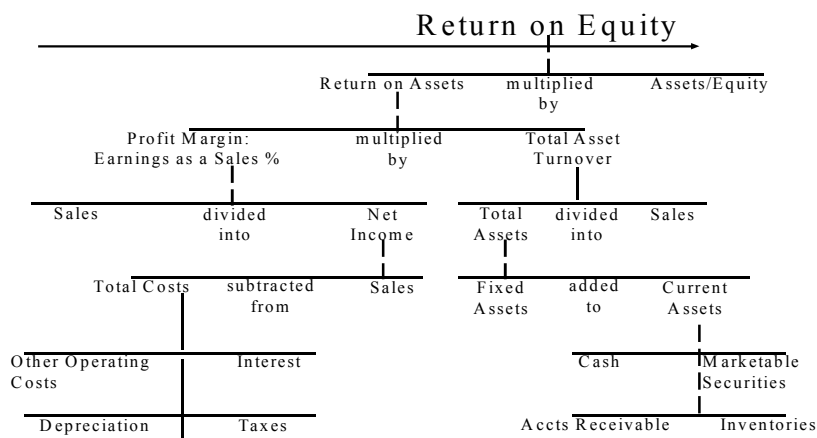 Return on Equity
Return on Assets multiplied by Assets/Equity
Profit Margin:
Earnings as a Sales %
multiplied
by
Total Asset
Turnover
Sales
divided
into
Net
Income
Total
Assets
divided
into
Sales
Total Costs
subtracted
from
Sales
Fixed
Assets
added
to
Current
Assets
Other Operating
Costs
Interest
Cash
Marketable
Securities
Depreciation
Taxes
Accts Receivable
Inventories